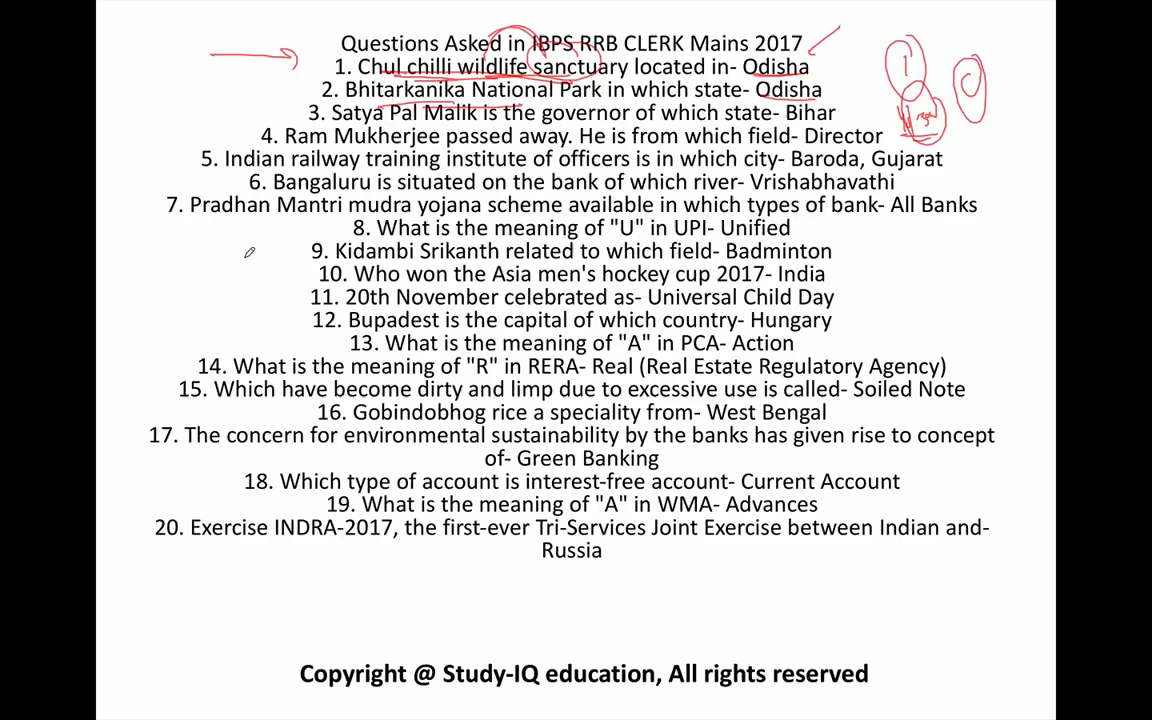 Questions Asked in IBPS RRB CLERK Mains 2017
1. Chul chilli wildlife sanctuary located in- Odisha
2. Bhitarkanika National Park in which state- Odisha
3. Satya Pal Malik is the governor of which state- Bihar
4. Ram Mukherjee passed away. He is from which field- Director
5. Indian railway training institute of officers is in which city- Baroda, Gujarat
6. Bangaluru is situated on the bank of which river- Vrishabhavathi
7. Pradhan Mantri mudra yojana scheme available in which types of bank- All Banks
8. What is the meaning of "U" in UPI- Unified
9. Kidambi Srikanth related to which field- Badminton
10. Who won the Asia men's hockey cup 2017- India
11. 20th November celebrated as- Universal Child Day
12. Bupadest is the capital of which country- Hungary
13. What is the meaning of "A" in PCA- Action
14. What is the meaning of "R" in RERA- Real (Real Estate Regulatory Agency)
15. Which have become dirty and limp due to excessive use is called- Soiled Note
16. Gobindobhog rice a speciality from- West Bengal
17. The concern for environmental sustainability by the banks has given rise to concept
of- Green Banking
18. Which type of account is interest-free account- Current Account
19. What is the meaning of "A" in WMA- Advances
20. Exercise INDRA-2017, the first-ever Tri-Services Joint Exercise between Indian and-
Russia
Copyright @ Study-IQ education, All rights reserved